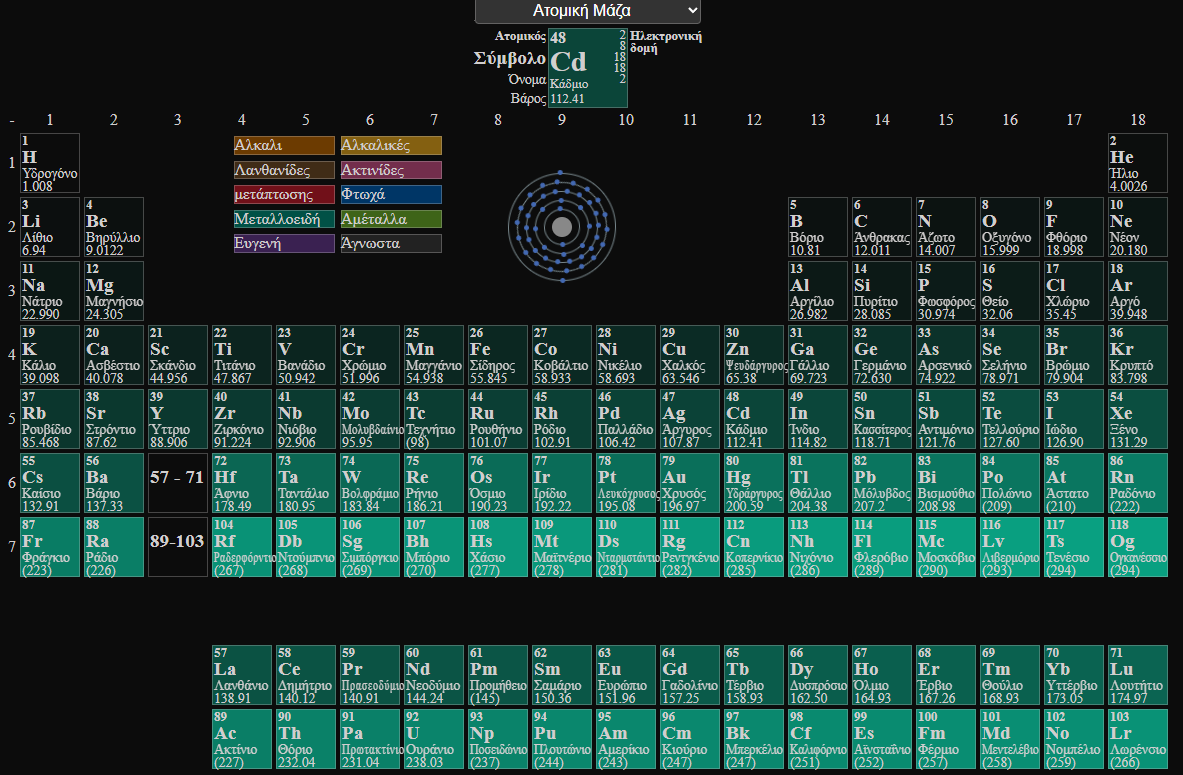 Ατομική Μάζα
Ατομικός 48 2 Ηλεκτρονική
8 δομή
Σύμβολο Cd 18
18
Όνομα Κάδμιο 2
Βάρος 112.41
- 1 2 3 4 5 6 7 8 9 10 11 12 13 14 15 16 17 18
Αλκαλι Αλκαλικές
Λανθανίδες Ακτινίδες
μετάπτωσης Φτωχά
Μεταλλοειδή Αμέταλλα
Ευγενή Άγνωστα
1
1 2
H He
Υδρογόνο Ήλιο
1.008 4.0026
2
3 4 5 6 7 8 9 10
Li Be B C N O F Ne
Λίθιο Βηρύλλιο Βόριο Άνθρακας Άζωτο Οξυγόνο Φθόριο Νέον
6.94 9.0122 10.81 12.011 14.007 15.999 18.998 20.180
3
11 12 13 14 15 16 17 18
Na Mg Al Si P S Cl Ar
Νάτριο Μαγνήσιο Αργίλιο Πυρίτιο Φωσφορος Θείο Χλώριο Αργό
22.990 24.305 26.982 28.085 30.974 32.06 35.45 39.948
4
19 20 21 22 23 24 25 26 27 28 29 30 31 32 33 34 35 36
K Ca Sc Ti V Cr Mn Fe Co Ni Cu Zn Ga Ge As Se Br Kr
Κάλιο Ασβέστιο Σκάνδιο Τιτάνιο Βανάδιο Χρώμιο Μαγγάνιο Σίδηρος Κοβάλτιο Νικέλιο Χαλκός Ψευδάργυρος Γάλλιο Γερμάνιο Αρσενικό Σελήνιο Βρώμιο Κρυπτό
39.098 40.078 44.956 47.867 50.942 51.996 54.938 55.845 58.933 58.693 63.546 65.38 69.723 72.630 74.922 78.971 79.904 83.798
5
37 38 39 40 41 42 43 44 45 46 47 48 49 50 51 52 53 54
Rb Sr Y Zr Nb Mo Tc Ru Rh Pd Ag Cd In Sn Sb Te I Xe
Ρουβίδιο Στρόντιο Ύττριο Ζιρκόνιο Νιόβιο Μολυβδαίνιο Τεχνήτιο Ρουθήνιο Ρόδιο Παλλάδιο Άργυρος Κάδμιο Ίνδιο Κασσίτερος Αντιμόνιο Τελλούριο Ιώδιο Ξένο
85.468 87.62 88.906 91.224 92.906 95.95 (98) 101.07 102.91 106.42 107.87 112.41 114.82 118.71 121.76 127.60 126.90 131.29
6
55 56 72 73 74 75 76 77 78 79 80 81 82 83 84 85 86
Cs Ba 57 - 71 Hf Ta W Re Os Ir Pt Au Hg Tl Pb Bi Po At Rn
Καίσιο Βάριο Άφνιο Ταντάλιο Βολφράμιο Ρήνιο Όσμιο Ιρίδιο Λευκόχρυσος Χρυσός Υδράργυρος Θάλλιο Μόλυβδος Βισμούθιο Πολώνιο Άστατο Ραδόνιο
132.91 137.33 178.49 180.95 183.84 186.21 190.23 192.22 195.08 196.97 200.59 204.38 207.2 208.98 (209) (210) (222)
7
87 88 104 105 106 107 108 109 110 111 112 113 114 115 116 117 118
Fr Ra 89-103 Rf Db Sg Bh Hs Mt Ds Rg Cn Nh Fl Mc Lv Ts Og
Φράγκιο Ράδιο Ραδερφόρντιο Ντούμπνιο Σιμπόργκιο Μπόριο Χάσιο Μαϊτνέριο Νταρμστάντιο Ρεντγκένιο Κοπερνίκιο Νιχόνιο Φλερόβιο Μοσκόβιο Λιβερμόριο Τενέσιο Ογκανέσσιο
(223) (226) (267) (268) (269) (270) (277) (278) (281) (282) (285) (286) (289) (290) (293) (294) (294)
57 58 59 60 61 62 63 64 65 66 67 68 69 70 71
La Ce Pr Nd Pm Sm Eu Gd Tb Dy Ho Er Tm Yb Lu
Λανθάνιο Δημήτριο Πρασεοδύμιο Νεοδύμιο Προμήθειο Σαμάριο Ευρώπιο Γαδολίνιο Τέρβιο Δυσπρόσιο Όλμιο Έρβιο Θούλιο Υττέρβιο Λουτήτιο
138.91 140.12 140.91 144.24 (145) 150.36 151.96 157.25 158.93 162.50 164.93 167.26 168.93 173.05 174.97
89 90 91 92 93 94 95 96 97 98 99 100 101 102 103
Ac Th Pa U Np Pu Am Cm Bk Cf Es Fm Md No Lr
Ακτίνιο Θόριο Πρωτακτίνιο Ουράνιο Ποσειδώνιο Πλουτώνιο Αμερίκιο Κιούριο Μπερκέλιο Καλιφόρνιο Αϊνσταΐνιο Φέρμιο Μεντελέβιο Νομπέλιο Λωρένσιο
(227) 232.04 231.04 238.03 (237) (244) (243) (247) (247) (251) (252) (257) (258) (259) (266)